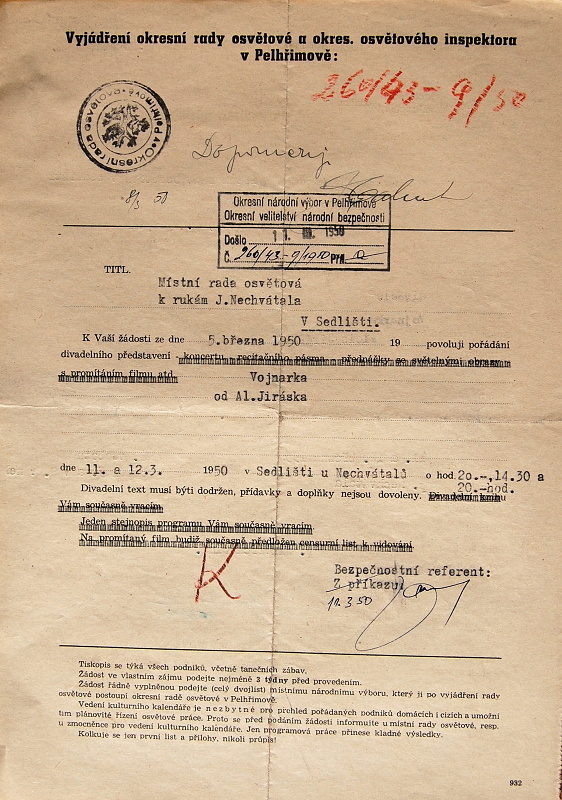 Vyjádření okresní rady osvětové a okres. osvětového inspektora
v Pelhřimově:
260/43-9/50
Okresní rada osvětová Pelhřimov
Doporučuji
8/3 50
Okresní národní výbor v Pelhřimově
Okresní velitelství národní bezpečnosti
Došlo 11. III. 1950
Č. 260/43-9/1950 Příl.
TITL.
Místní rada osvětová
k rukám J.Nechvátala
V Sedlišti.
K Vaší žádosti ze dne 5.března 1950 19 povoluji pořádání
divadelního představení - koncertu - recitačního pásma - přednášky se světelnými obrazy
s promítáním filmu atd. Vojnarka
od Al.Jiráska
dne 11. a 12.3. 1950 v Sedlišti u Nechvátalů o hod. 20.-,14.30 a
20.-hod.
Divadelní text musí býti dodržen, přídavky a doplňky nejsou dovoleny. Divadelní knihu
Vám současně vracím
Jeden stejnopis programu Vám současně vracím
Na promítaný film budiž současně předložen censurní list k vidování
K
Bezpečnostní referent:
Z příkazu:
12.3 50
Tiskopis se týká všech podniků, včetně tanečních zábav.
Žádost ve vlastním zájmu podejte nejméně 3 týdny před provedením.
Žádost řádně vyplněnou podejte (celý dvojlist) místnímu národnímu výboru, který ji po vyjádření rady
osvětové postoupí okresní radě osvětové v Pelhřimově.
Vedení kulturního kalendáře je nezbytné pro přehled pořádaných podniků domácích i cizích a umožní
tím plánovité řízení osvětové práce. Proto se před podáním žádosti informujte u místní rady osvětové, resp.
u zmocněnce pro vedení kulturního kalendáře. Jen programová práce přinese kladné výsledky.
Kolkuje se jen první list a přílohy, nikoli průpis!
932